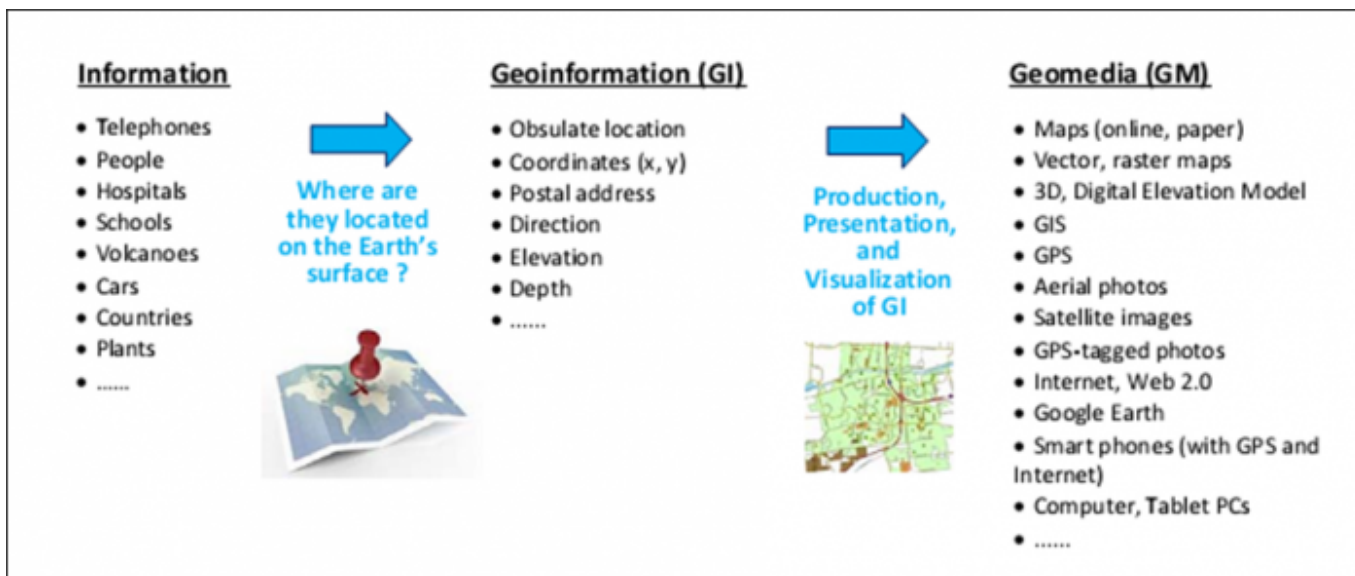 Information
• Telephones
• People
• Hospitals
• Schools
• Volcanoes
• Cars
• Countries
• Plants
• ......
Where are
they located
on the Earth's
surface ?
Geoinformation (GI)
• Obsulate location
• Coordinates (x, y)
• Postal address
• Direction
• Elevation
• Depth
• ......
Production,
Presentation,
and
Visualization
of GI
Geomedia (GM)
• Maps (online, paper)
• Vector, raster maps
• 3D, Digital Elevation Model
• GIS
• GPS
• Aerial photos
• Satellite images
• GPS-tagged photos
• Internet, Web 2.0
• Google Earth
• Smart phones (with GPS and
Internet)
• Computer, Tablet PCs
• ......